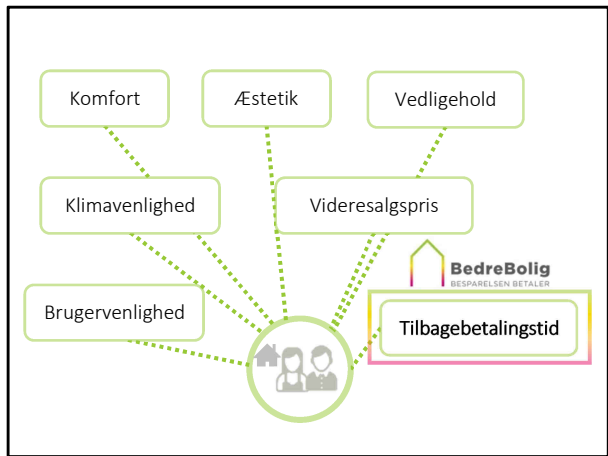 Komfort
Æstetik
Vedligehold
Klimavenlighed
Videresalgspris
BedreBolig
BESPARELSEN BETALER
Brugervenlighed
Tilbagebetalingstid